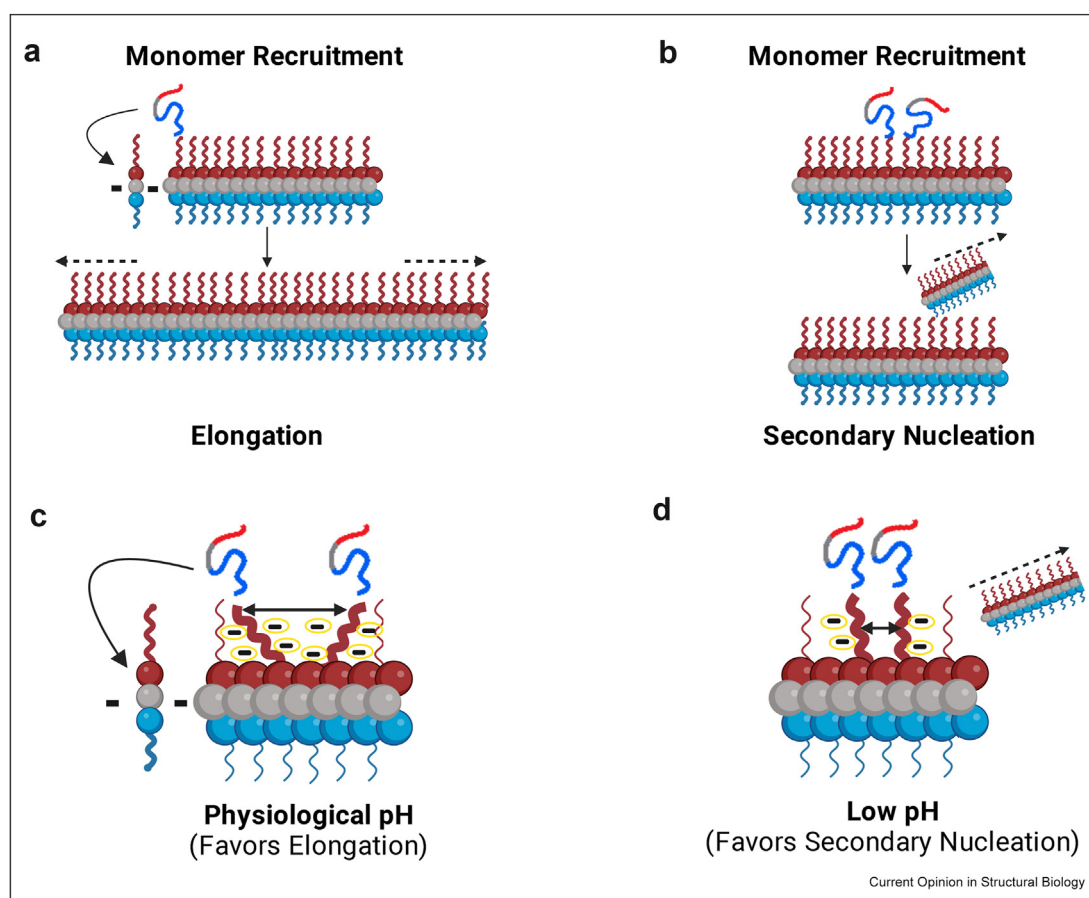 a
Monomer Recruitment
Elongation
b
Monomer Recruitment
Secondary Nucleation
c
Physiological pH
(Favors Elongation)
d
Low pH
(Favors Secondary Nucleation)
Current Opinion in Structural Biology